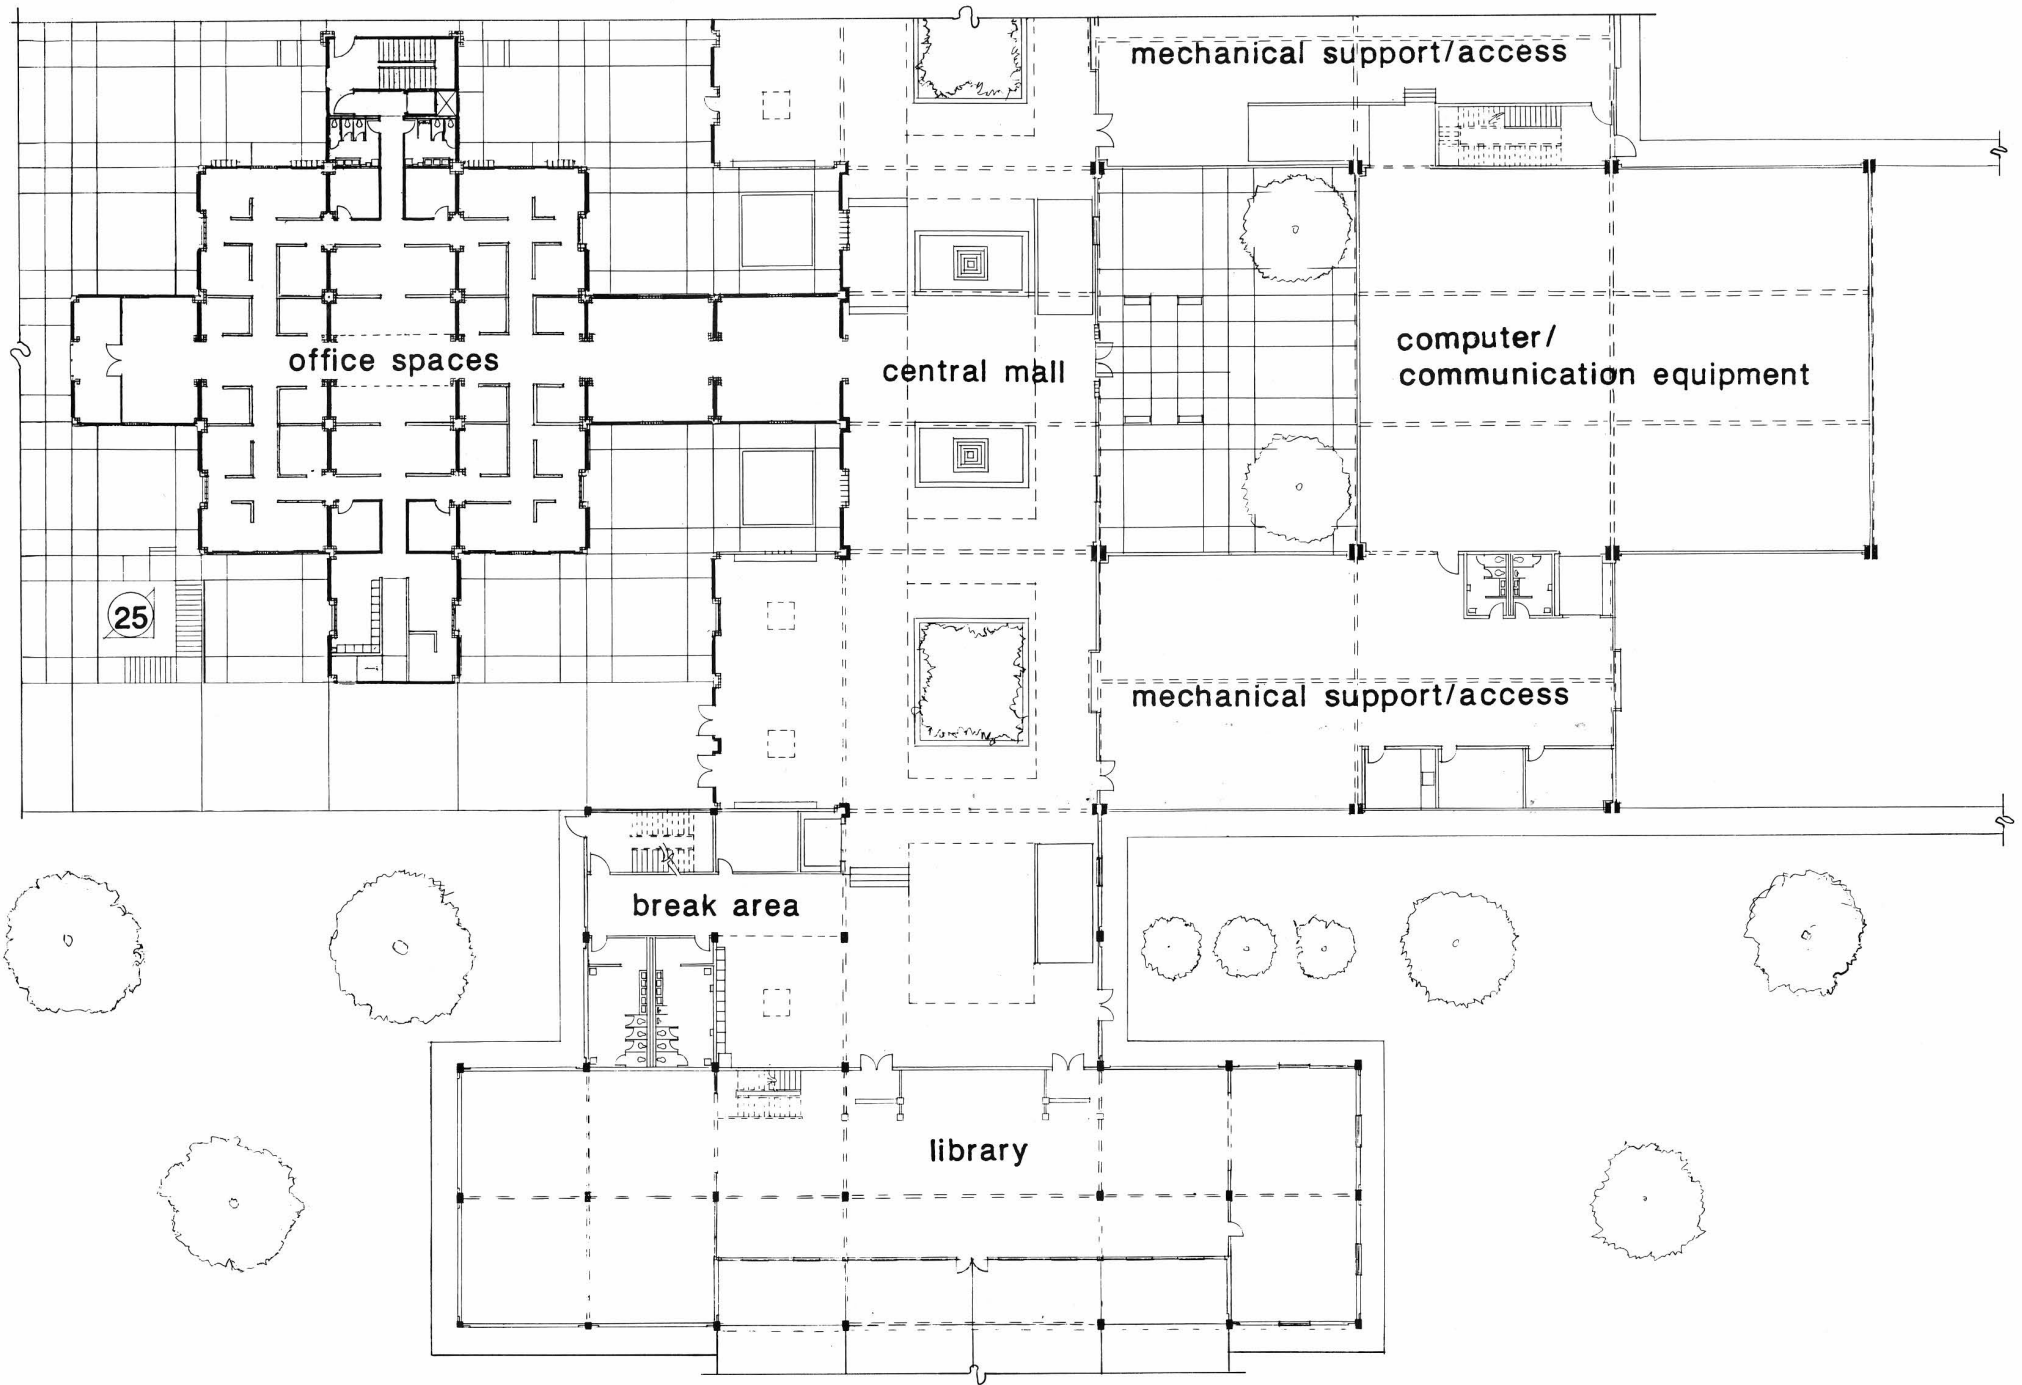 mechanical support/access
office spaces
central mall
computer/
communication equipment
25
mechanical support/access
break area
library